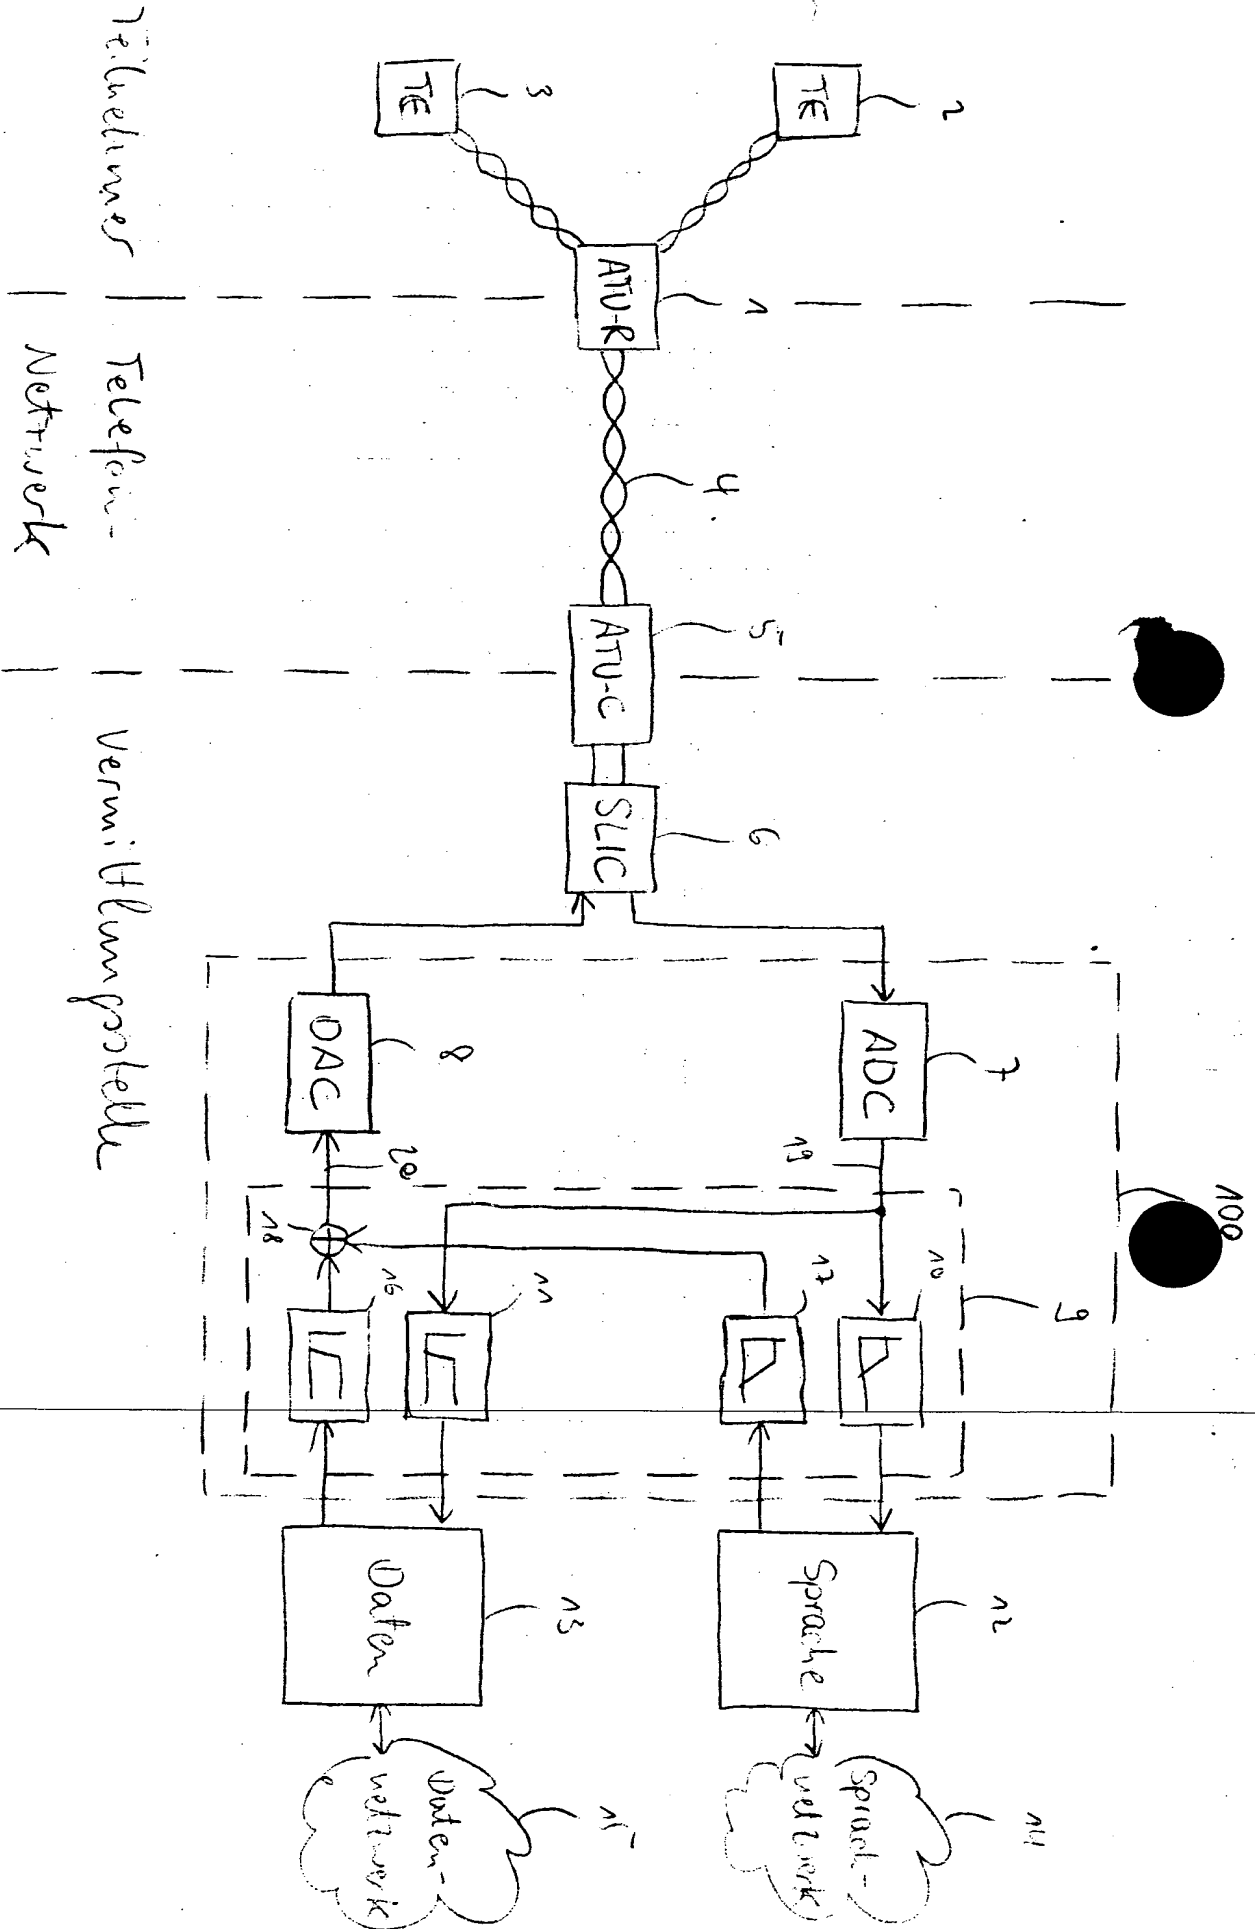 100
2
TE
3
TE
1
ATU-R
4
5
ATU-C
6
SLIC
7
ADC
8
DAC
19
20
9
10
17
11
16
18
12
Sprache
13
Daten
14
Sprach-
netzwerk
15
Daten-
netzwerk
Teilnehmer
Telefon-
Netzwerk
Vermittlungsstelle